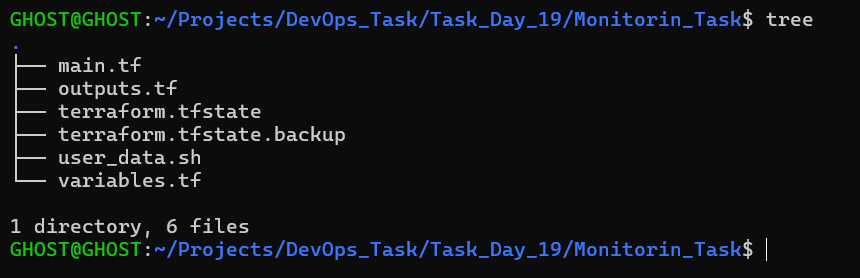 GHOST@GHOST:~/Projects/DevOps_Task/Task_Day_19/Monitorin_Task$ tree
.
├── main.tf
├── outputs.tf
├── terraform.tfstate
├── terraform.tfstate.backup
├── user_data.sh
└── variables.tf

1 directory, 6 files
GHOST@GHOST:~/Projects/DevOps_Task/Task_Day_19/Monitorin_Task$